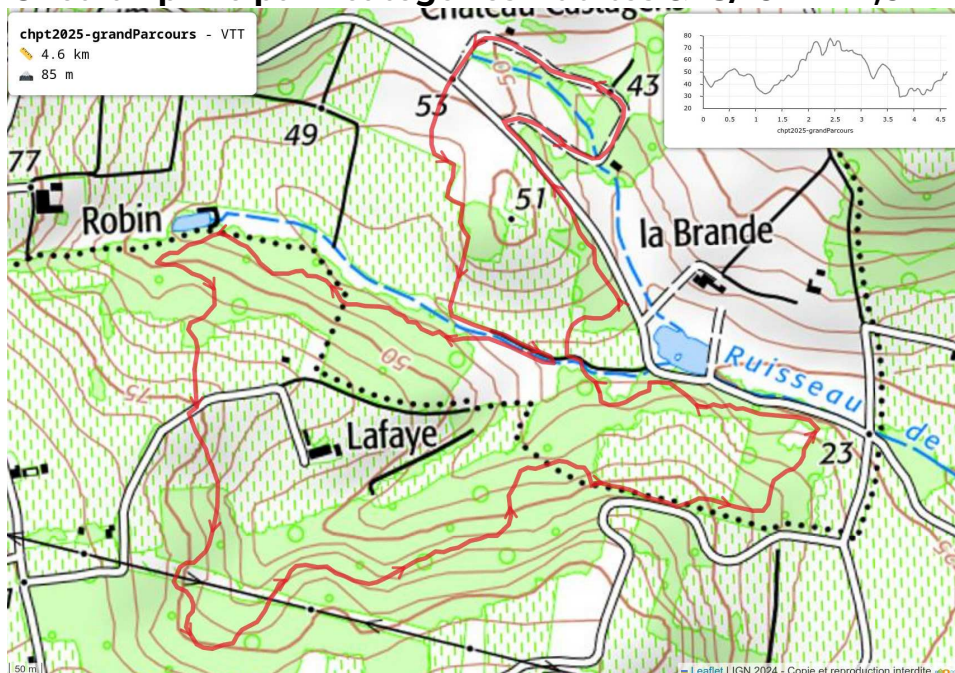 Château Castagnet
chpt2025-grandParcours - VTT
4.6 km
85 m
80
70
60
50
40
30
20
0 0.5 1 1.5 2 2.5 3 3.5 4 4.5
chpt2025-grandParcours
50
43
53
49
77
51
Robin
la Brande
50
75
Ruisseau
de
Lafaye
23
50 m
Leaflet | IGN 2024 - Copie et reproduction interdite